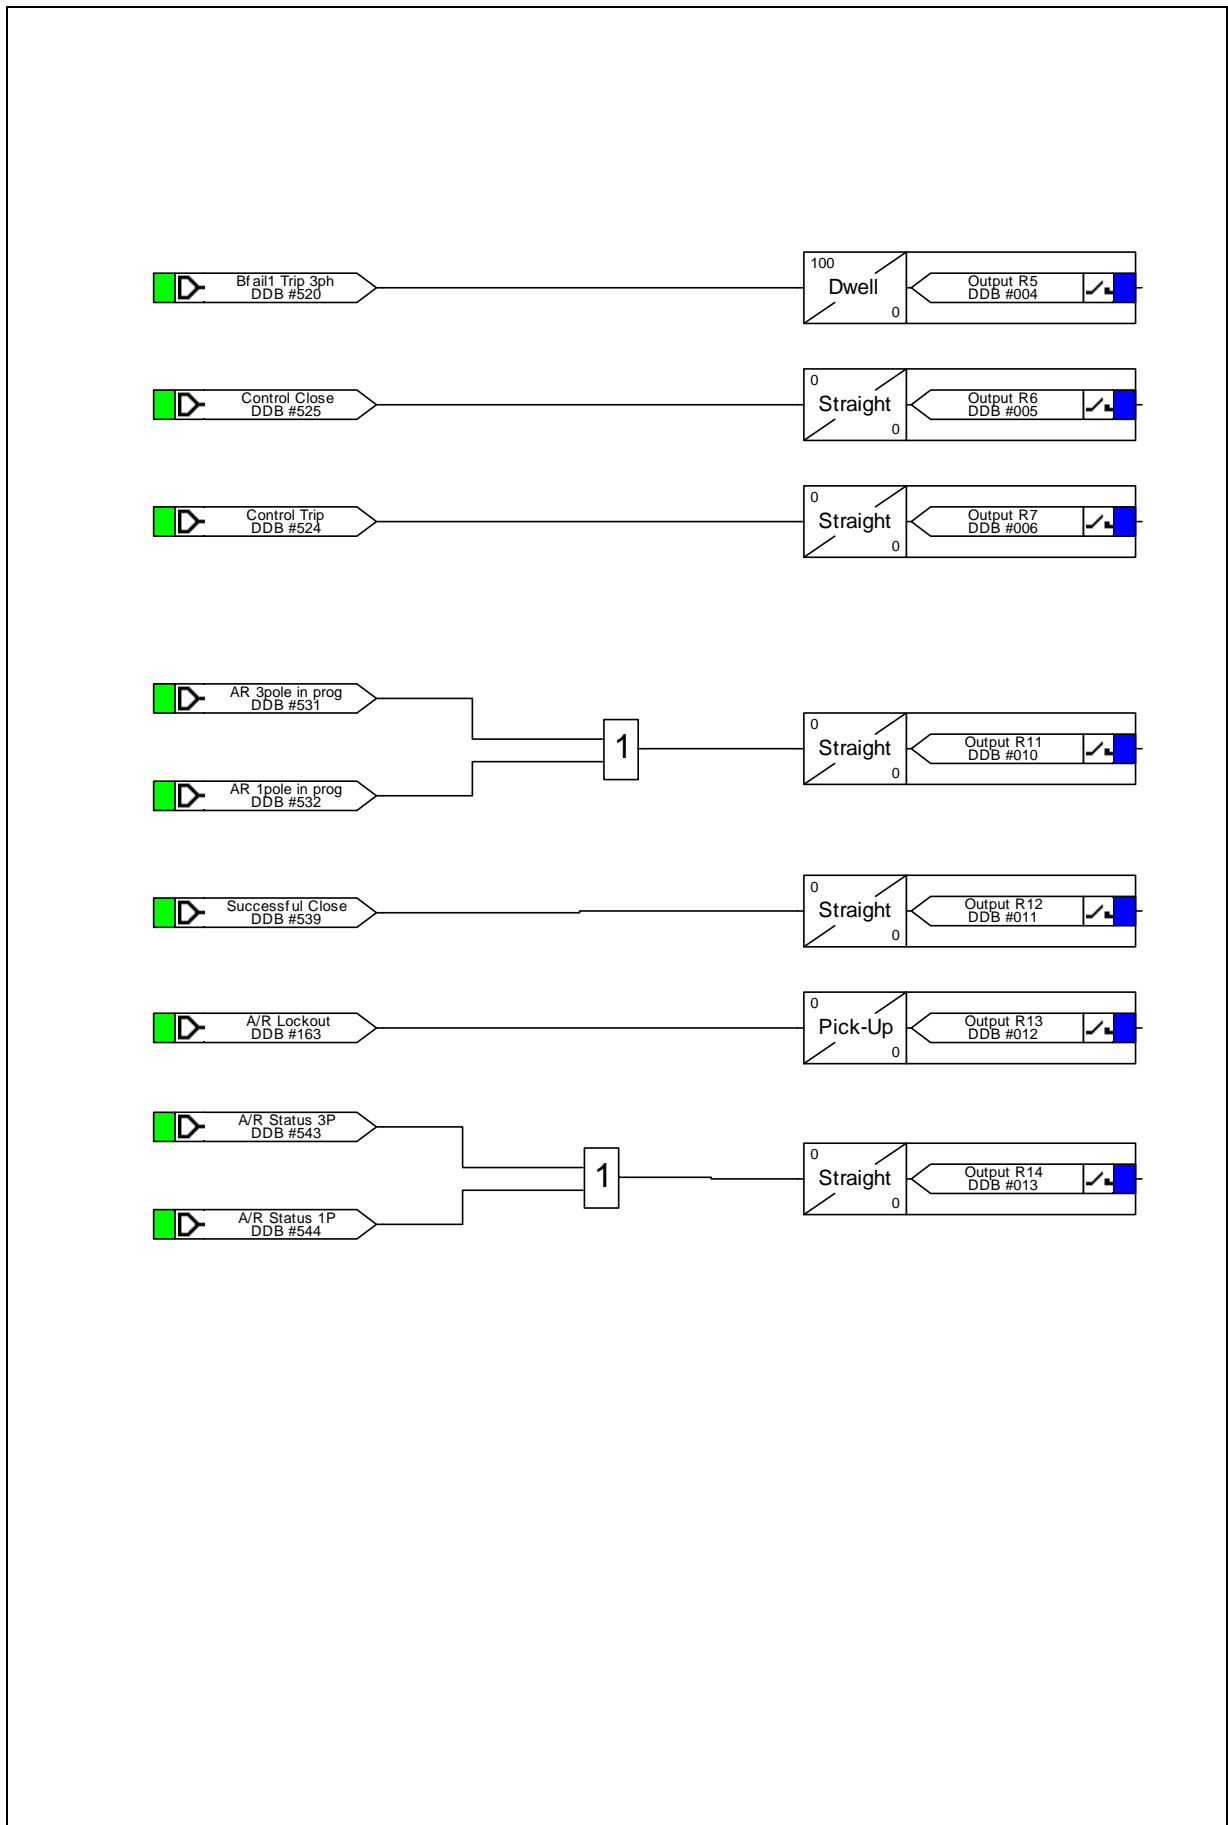 Bfail1 Trip 3ph
DDB #520
100
Dwell
0
Output R5
DDB #004
Control Close
DDB #525
0
Straight
0
Output R6
DDB #005
Control Trip
DDB #524
0
Straight
0
Output R7
DDB #006
AR 3pole in prog
DDB #531
AR 1pole in prog
DDB #532
1
0
Straight
0
Output R11
DDB #010
Successful Close
DDB #539
0
Straight
0
Output R12
DDB #011
A/R Lockout
DDB #163
0
Pick-Up
0
Output R13
DDB #012
A/R Status 3P
DDB #543
A/R Status 1P
DDB #544
1
0
Straight
0
Output R14
DDB #013